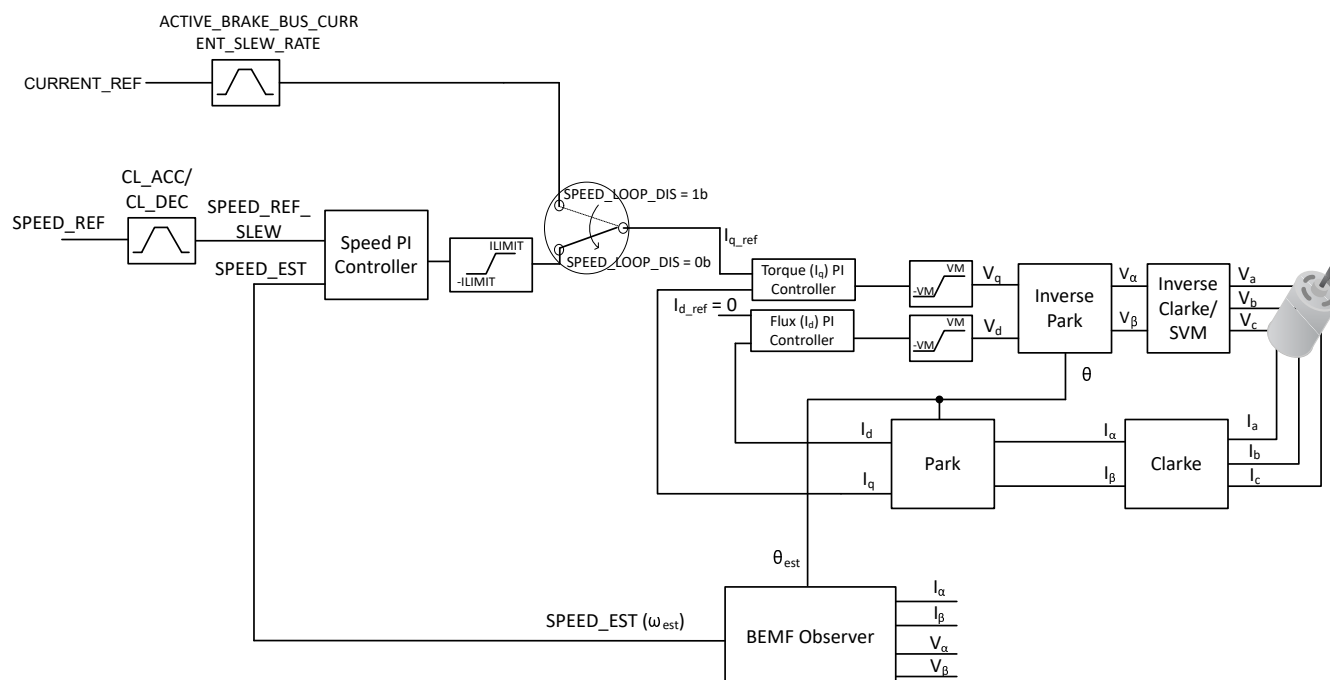 ACTIVE_BRAKE_BUS_CURR
ENT_SLEW_RATE
CURRENT_REF
CL_ACC/
CL_DEC
SPEED_REF
SPEED_REF_
SLEW
SPEED_EST
Speed PI
Controller
ILIMIT
-ILIMIT
SPEED_LOOP_DIS = 1b
SPEED_LOOP_DIS = 0b
Iq_ref
Torque (Iq) PI
Controller
Id_ref = 0
Flux (Id) PI
Controller
VM
-VM
VM
-VM
Vq
Vd
Inverse
Park
θ
Vα
Vβ
Inverse
Clarke/
SVM
Va
Vb
Vc
Id
Iq
Park
Iα
Iβ
Clarke
Ia
Ib
Ic
θest
SPEED_EST (ωest)
BEMF Observer
Iα
Iβ
Vα
Vβ